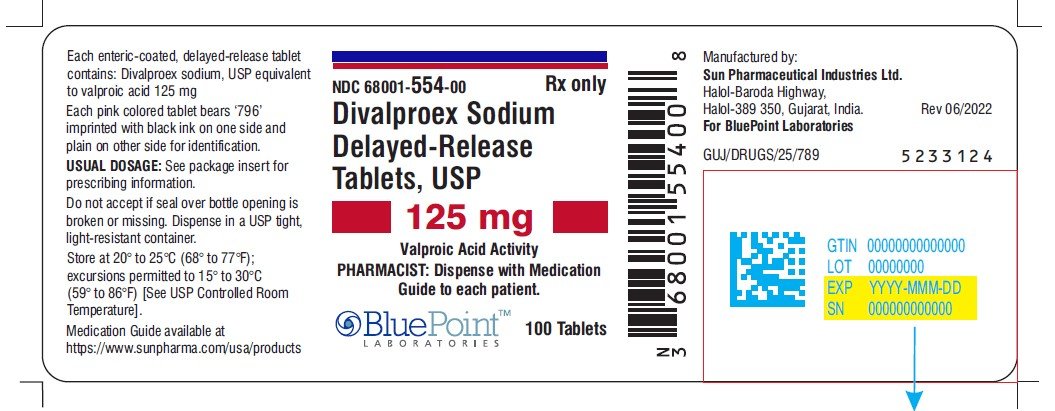 Each enteric-coated, delayed-release tablet
contains: Divalproex sodium, USP equivalent
to valproic acid 125 mg
Each pink colored tablet bears ‘796’
imprinted with black ink on one side and
plain on other side for identification.
USUAL DOSAGE: See package insert for
prescribing information.
Do not accept if seal over bottle opening is
broken or missing. Dispense in a USP tight,
light-resistant container.
Store at 20° to 25°C (68° to 77°F);
excursions permitted to 15° to 30°C
(59° to 86°F) [See USP Controlled Room
Temperature].
Medication Guide available at
https://www.sunpharma.com/usa/products
NDC 68001-554-00 Rx only
Divalproex Sodium
Delayed-Release
Tablets, USP
125 mg
Valproic Acid Activity
PHARMACIST: Dispense with Medication
Guide to each patient.
BluePoint™
LABORATORIES
100 Tablets
N 3 68001 55400 8
Manufactured by:
Sun Pharmaceutical Industries Ltd.
Halol-Baroda Highway,
Halol-389 350, Gujarat, India. Rev 06/2022
For BluePoint Laboratories
GUJ/DRUGS/25/789 5233124
GTIN 00000000000000
LOT 00000000
EXP YYYY-MMM-DD
SN 000000000000